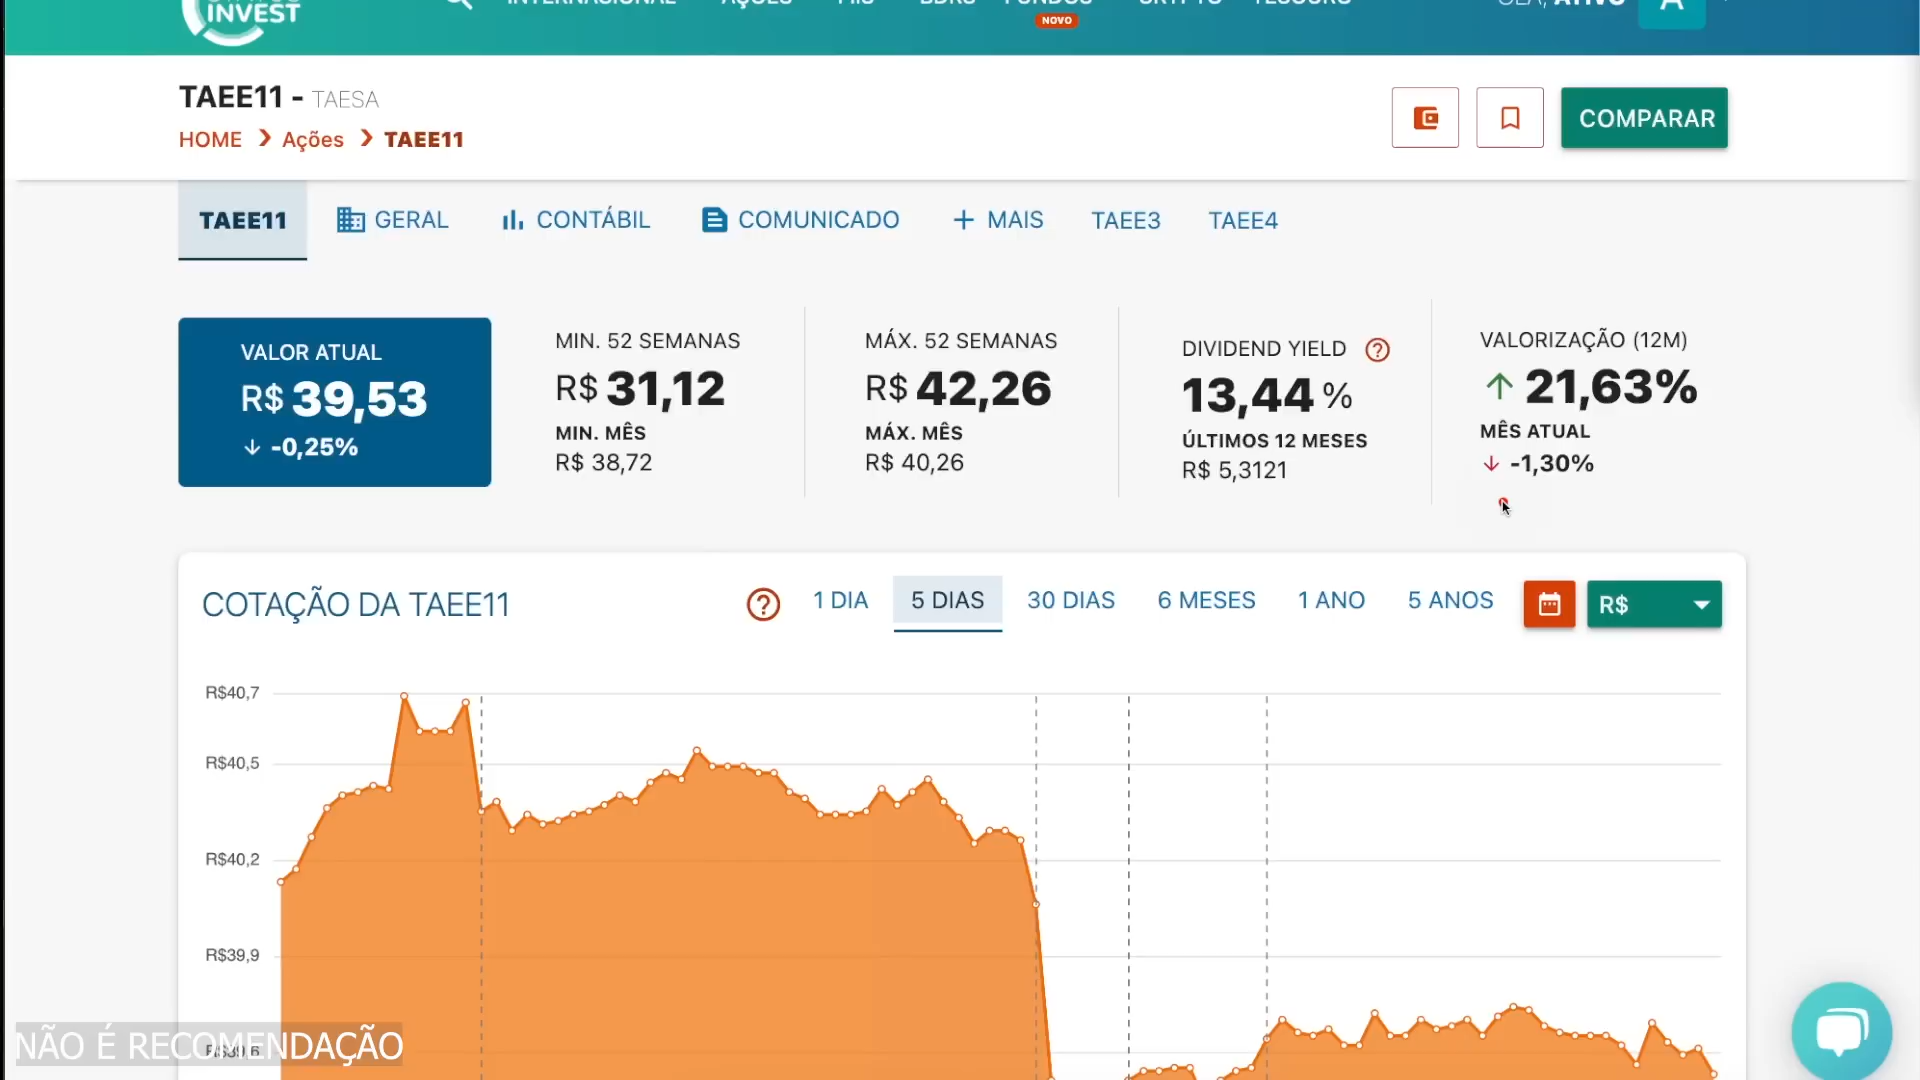 INVEST
NOVO
TAEE11 - TAESA
HOME > Ações > TAEE11
COMPARAR
TAEE11 GERAL CONTÁBIL COMUNICADO + MAIS TAEE3 TAEE4
VALOR ATUAL
R$ 39,53
-0,25%
MIN. 52 SEMANAS
R$ 31,12
MIN. MÊS
R$ 38,72
MÁX. 52 SEMANAS
R$ 42,26
MÁX. MÊS
R$ 40,26
DIVIDEND YIELD ?
13,44 %
ÚLTIMOS 12 MESES
R$ 5,3121
VALORIZAÇÃO (12M)
21,63%
MÊS ATUAL
-1,30%
COTAÇÃO DA TAEE11
? 1 DIA 5 DIAS 30 DIAS 6 MESES 1 ANO 5 ANOS R$
R$40,7
R$40,5
R$40,2
R$39,9
R$39,6
NÃO É RECOMENDAÇÃO